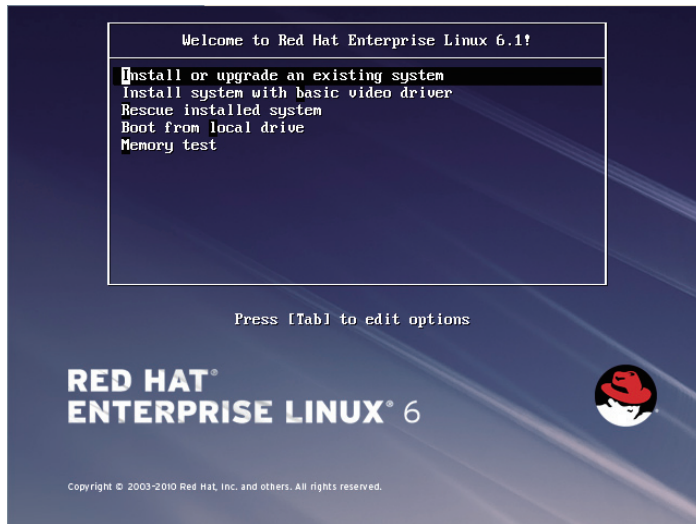 Welcome to Red Hat Enterprise Linux 6.1!
Install or upgrade an existing system
Install system with basic video driver
Rescue installed system
Boot from local drive
Memory test
Press [Tab] to edit options
RED HAT®
ENTERPRISE LINUX® 6
Copyright © 2003-2010 Red Hat, Inc. and others. All rights reserved.